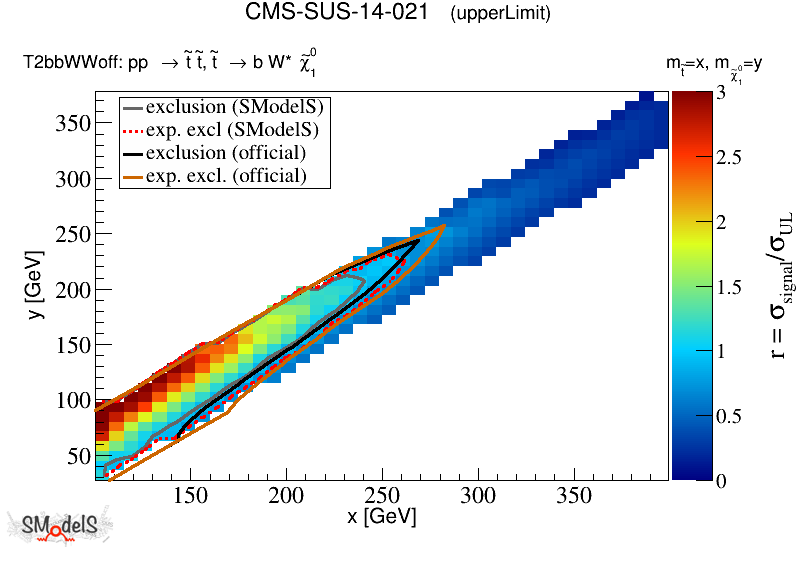 CMS-SUS-14-021 (upperLimit)
T2bbWWoff: pp → t̃ t̃, t̃ → b W* χ̃₁⁰
m_t̃=x, m_χ̃₁⁰=y
exclusion (SModelS)
exp. excl (SModelS)
exclusion (official)
exp. excl. (official)
350
300
250
200
150
100
50
y [GeV]
150 200 250 300 350
x [GeV]
3
2.5
2
1.5
1
0.5
0
r = σ_signal/σ_UL
SModelS